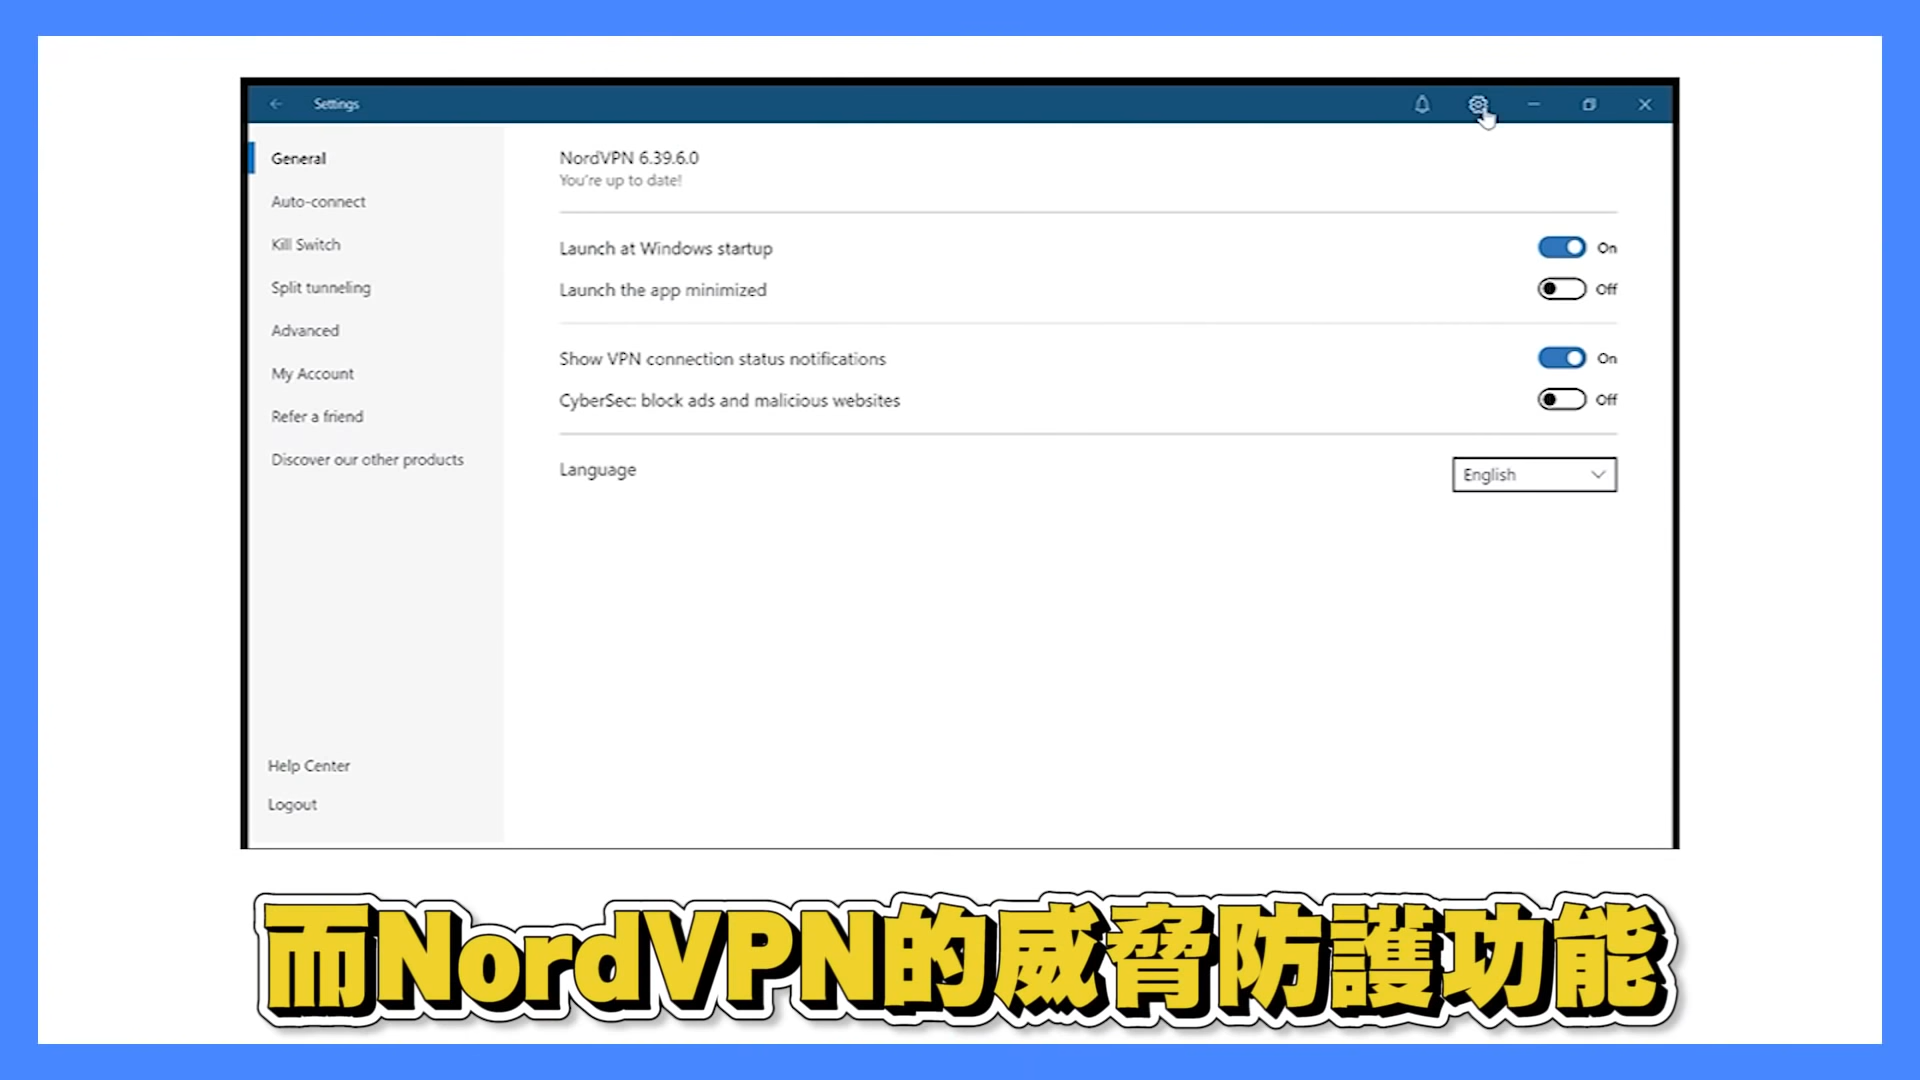 Settings
General
Auto-connect
Kill Switch
Split tunneling
Advanced
My Account
Refer a friend
Discover our other products
Help Center
Logout
NordVPN 6.39.6.0
You're up to date!
Launch at Windows startup On
Launch the app minimized Off
Show VPN connection status notifications On
CyberSec: block ads and malicious websites Off
Language English
而NordVPN的威脅防護功能